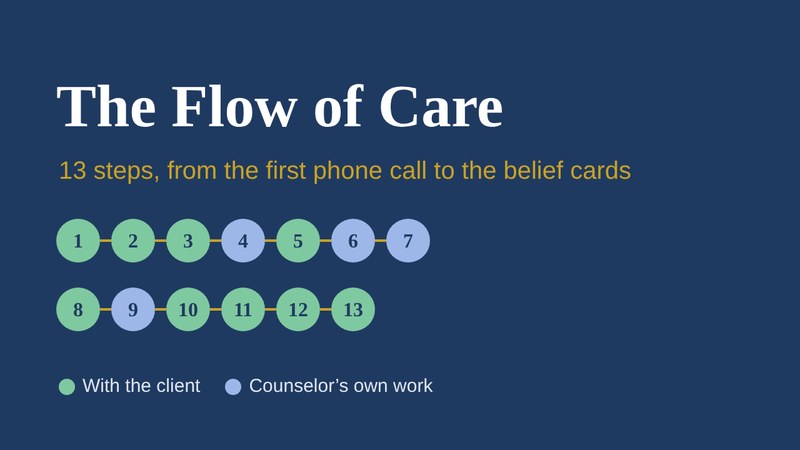 The Flow of Care
13 steps, from the first phone call to the belief cards
1 2 3 4 5 6 7
8 9 10 11 12 13
With the client Counselor’s own work